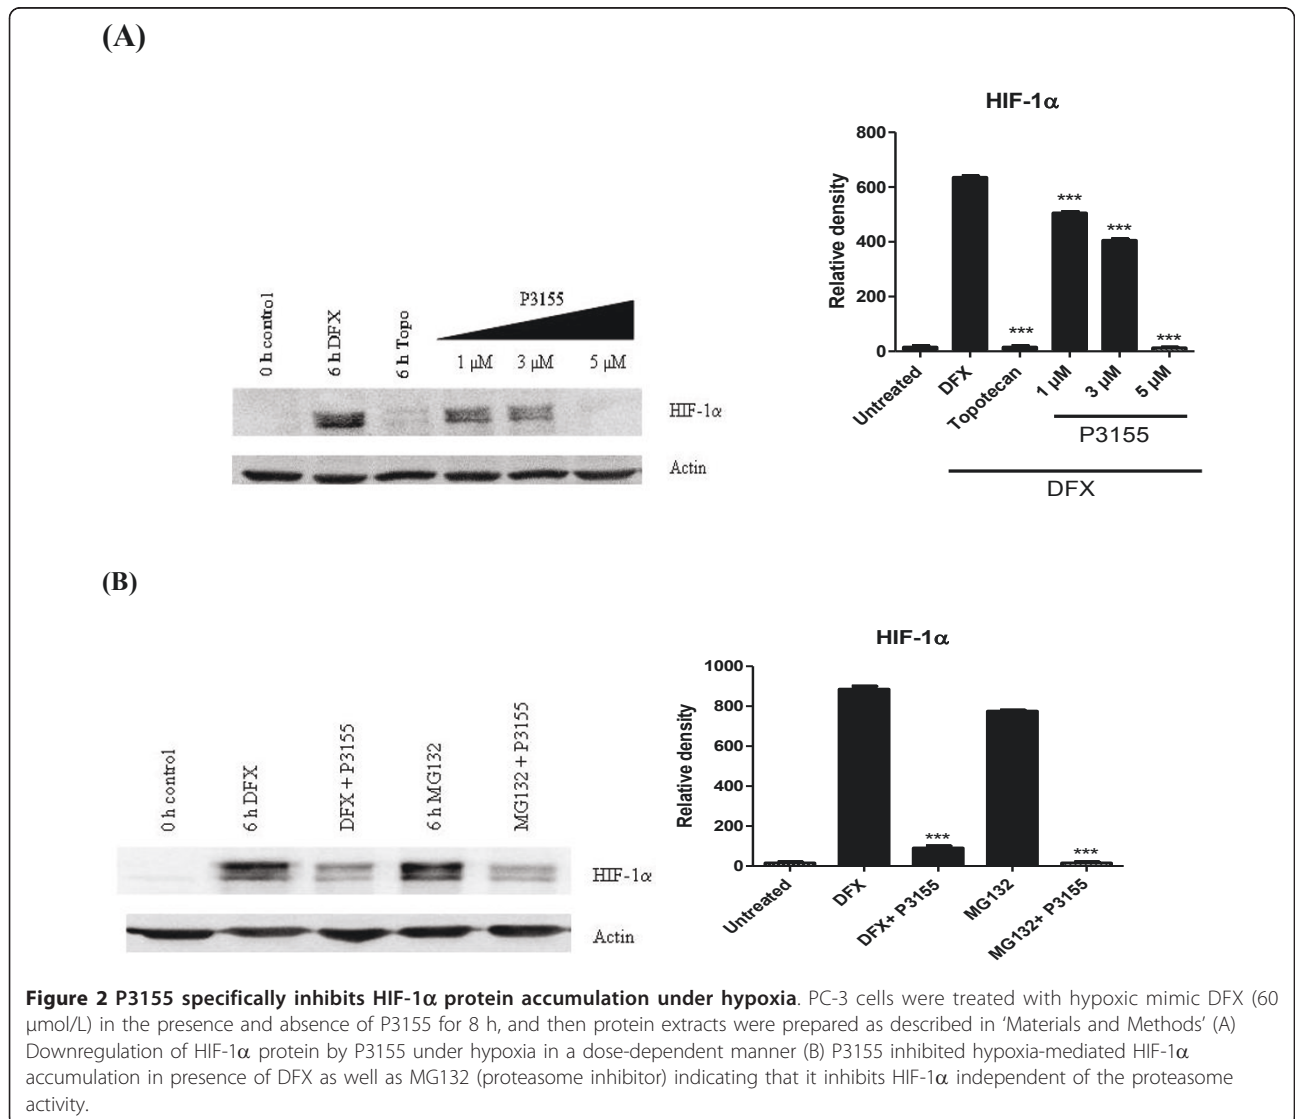 (A)
HIF-1α
800
600
400
200
0
Relative density
***
***
***
***
Untreated
DFX
Topotecan
1 µM
3 µM
5 µM
P3155
DFX
0 h control
6 h DFX
6 h Topo
P3155
1 µM
3 µM
5 µM
HIF-1α
Actin
(B)
0 h control
6 h DFX
DFX + P3155
6 h MG132
MG132 + P3155
HIF-1α
Actin
HIF-1α
1000
800
600
400
200
0
Relative density
***
***
Untreated
DFX
DFX+ P3155
MG132
MG132+ P3155
Figure 2 P3155 specifically inhibits HIF-1α protein accumulation under hypoxia. PC-3 cells were treated with hypoxic mimic DFX (60
µmol/L) in the presence and absence of P3155 for 8 h, and then protein extracts were prepared as described in ‘Materials and Methods’ (A)
Downregulation of HIF-1α protein by P3155 under hypoxia in a dose-dependent manner (B) P3155 inhibited hypoxia-mediated HIF-1α
accumulation in presence of DFX as well as MG132 (proteasome inhibitor) indicating that it inhibits HIF-1α independent of the proteasome
activity.